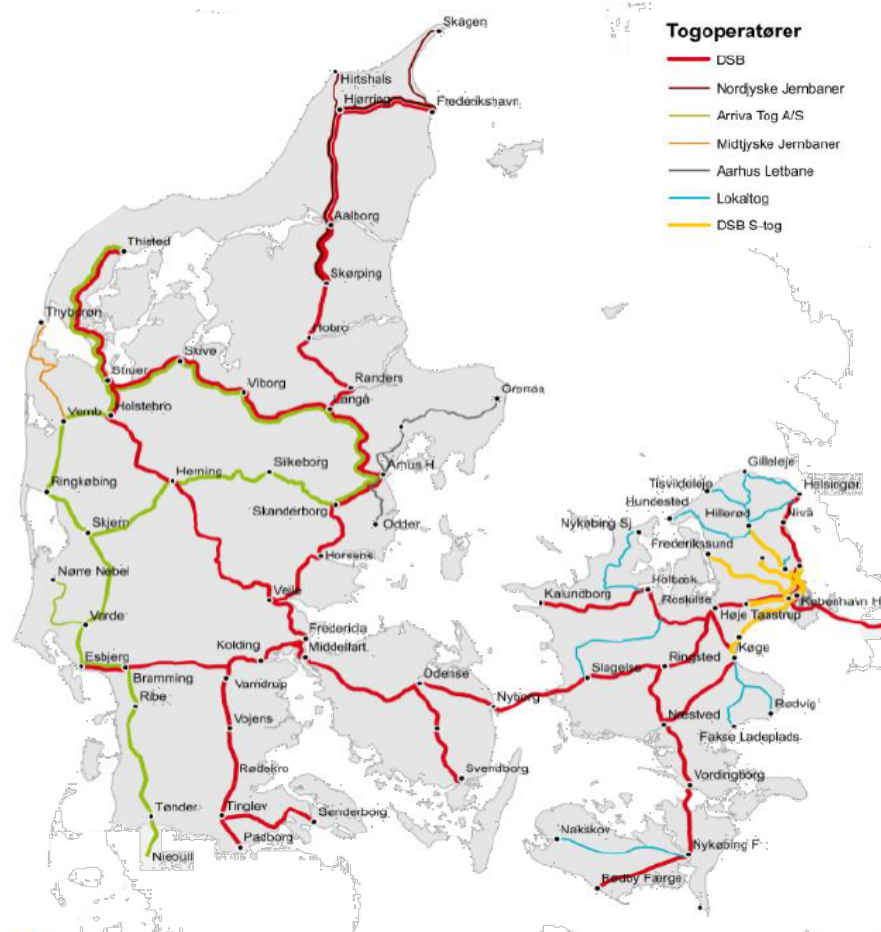 Togoperatører
DSB
Nordjyske Jernbaner
Arriva Tog A/S
Midtjyske Jernbaner
Aarhus Letbane
Lokaltog
DSB S-tog
Skagen
Hirtshals
Hjørring
Frederikshavn
Aalborg
Skørping
Thisted
Thyborøn
Hobro
Skive
Struer
Viborg
Randers
Langå
Grenaa
Vemb
Holstebro
Herning
Silkeborg
Århus H
Ringkøbing
Skanderborg
Odder
Skjern
Horsens
Nørre Nebel
Vejle
Varde
Fredericia
Kolding
Middelfart
Esbjerg
Bramming
Vamdrup
Odense
Nyborg
Ribe
Vojens
Rødekro
Svendborg
Tønder
Tinglev
Sønderborg
Padborg
Niebüll
Gilleleje
Tisvildeleje
Helsingør
Hundested
Hillerød
Nivå
Nykøbing Sj
Frederikssund
Holbæk
Kalundborg
Roskilde
København H
Høje Taastrup
Køge
Slagelse
Ringsted
Næstved
Rødvig
Fakse Ladeplads
Vordingborg
Nakskov
Nykøbing F
Rødby Færge